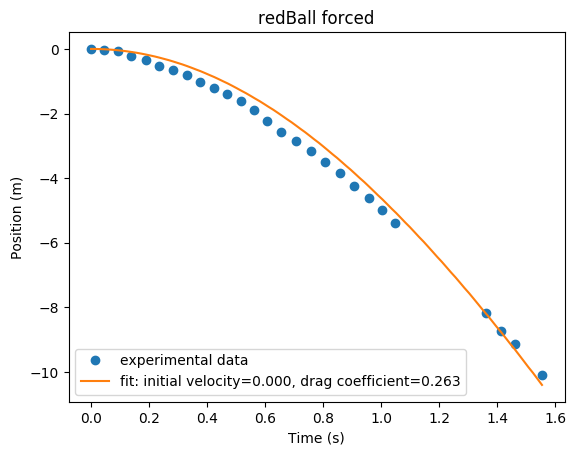 redBall forced
0
−2
−4
−6
−8
−10
Position (m)
experimental data
fit: initial velocity=0.000, drag coefficient=0.263
0.0 0.2 0.4 0.6 0.8 1.0 1.2 1.4 1.6
Time (s)